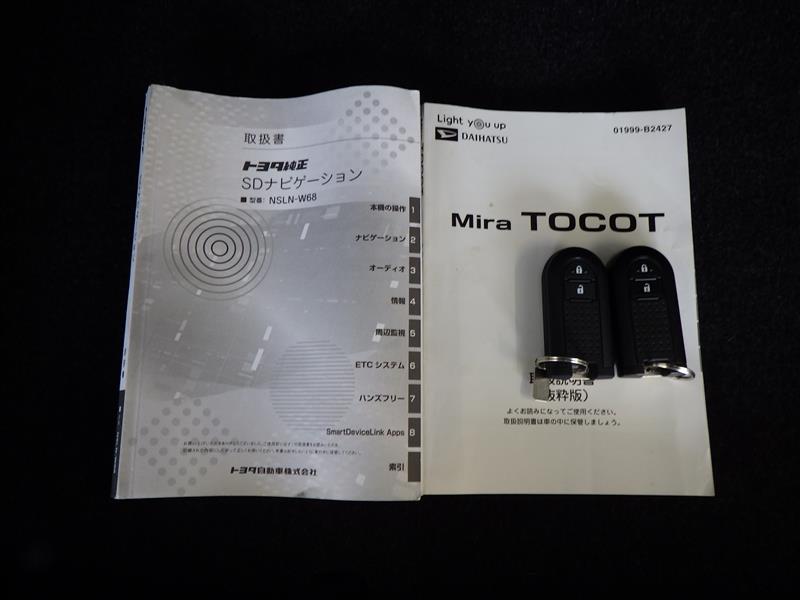 取扱書
トヨタ純正
SDナビゲーション
■ 型番: NSLN-W68
本機の操作 1
ナビゲーション 2
オーディオ 3
情報 4
周辺監視 5
ETC システム 6
ハンズフリー 7
SmartDeviceLink Apps 8
索引
トヨタ自動車株式会社
Light you up
DAIHATSU
01999-B2427
Mira TOCOT
取扱説明書
(抜粋版)
よくお読みになってご使用ください。
取扱説明書は車の中に保管しましょう。